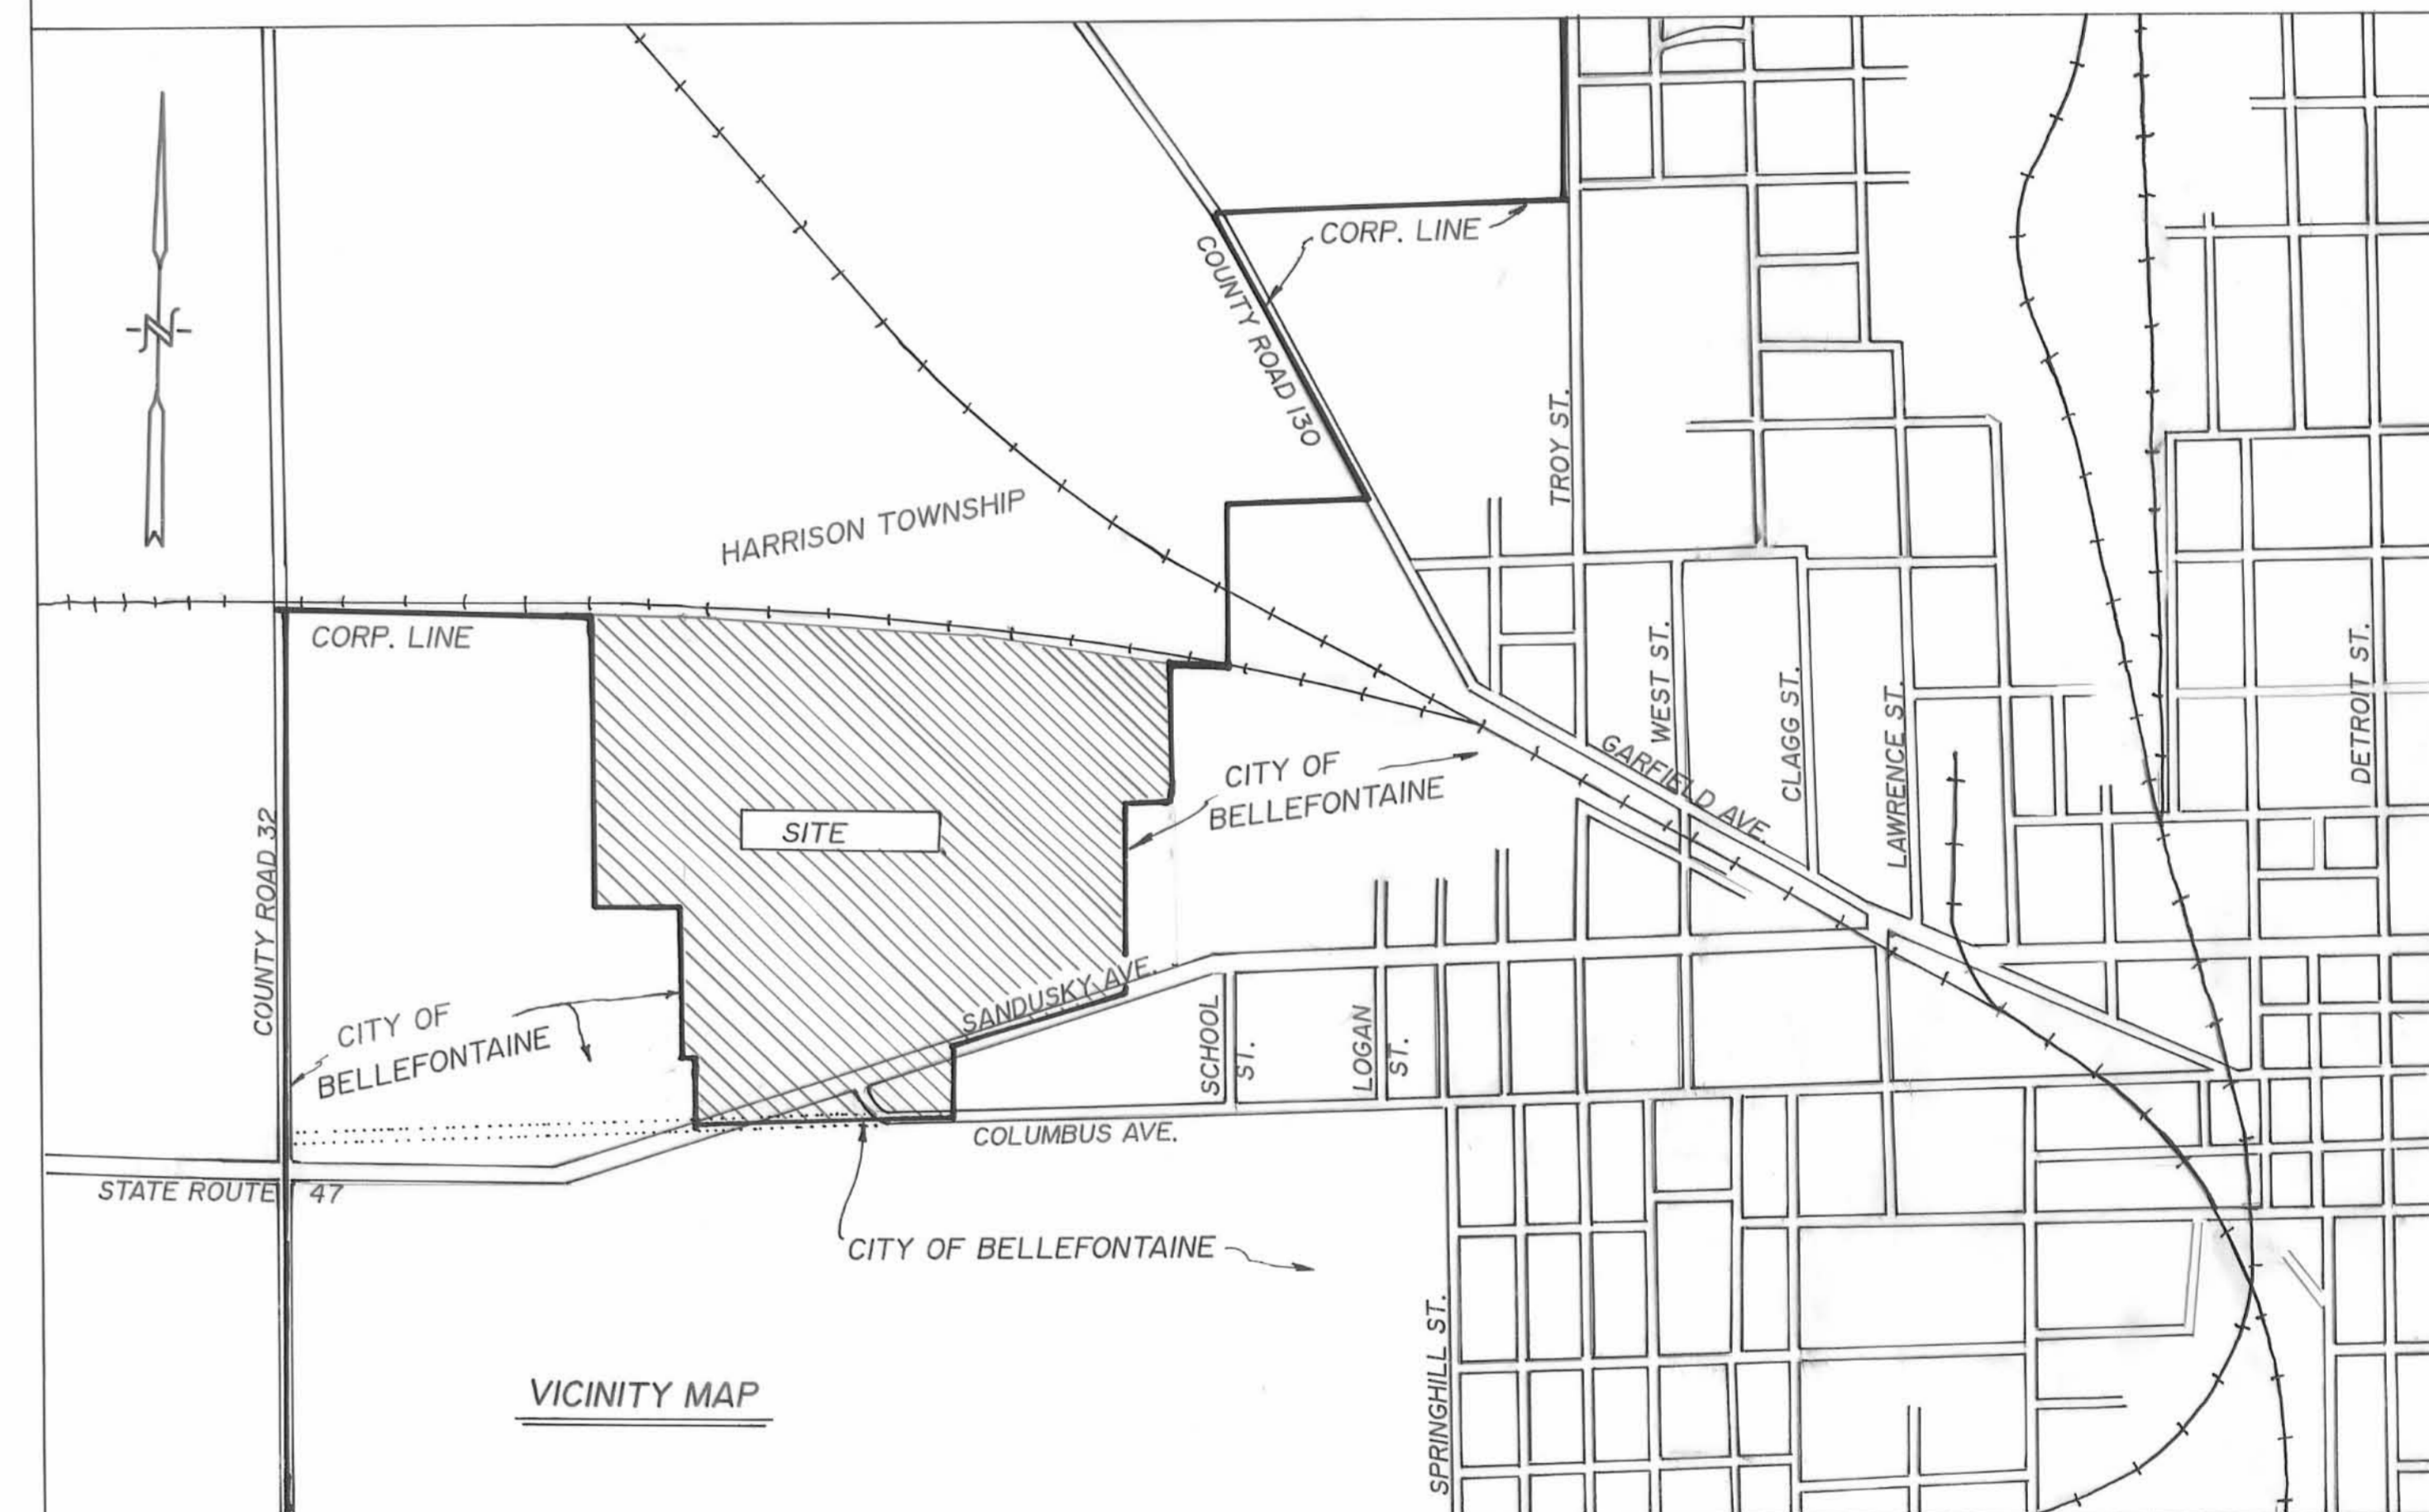 N
CORP. LINE
COUNTY ROAD 130
TROY ST.
HARRISON TOWNSHIP
CORP. LINE
WEST ST.
CLAGG ST.
LAWRENCE ST.
DETROIT ST.
GARFIELD AVE.
CITY OF
BELLEFONTAINE
SITE
COUNTY ROAD 32
SANDUSKY AVE.
CITY OF
BELLEFONTAINE
SCHOOL
ST.
LOGAN
ST.
COLUMBUS AVE.
STATE ROUTE 47
CITY OF BELLEFONTAINE
SPRINGHILL ST.
VICINITY MAP